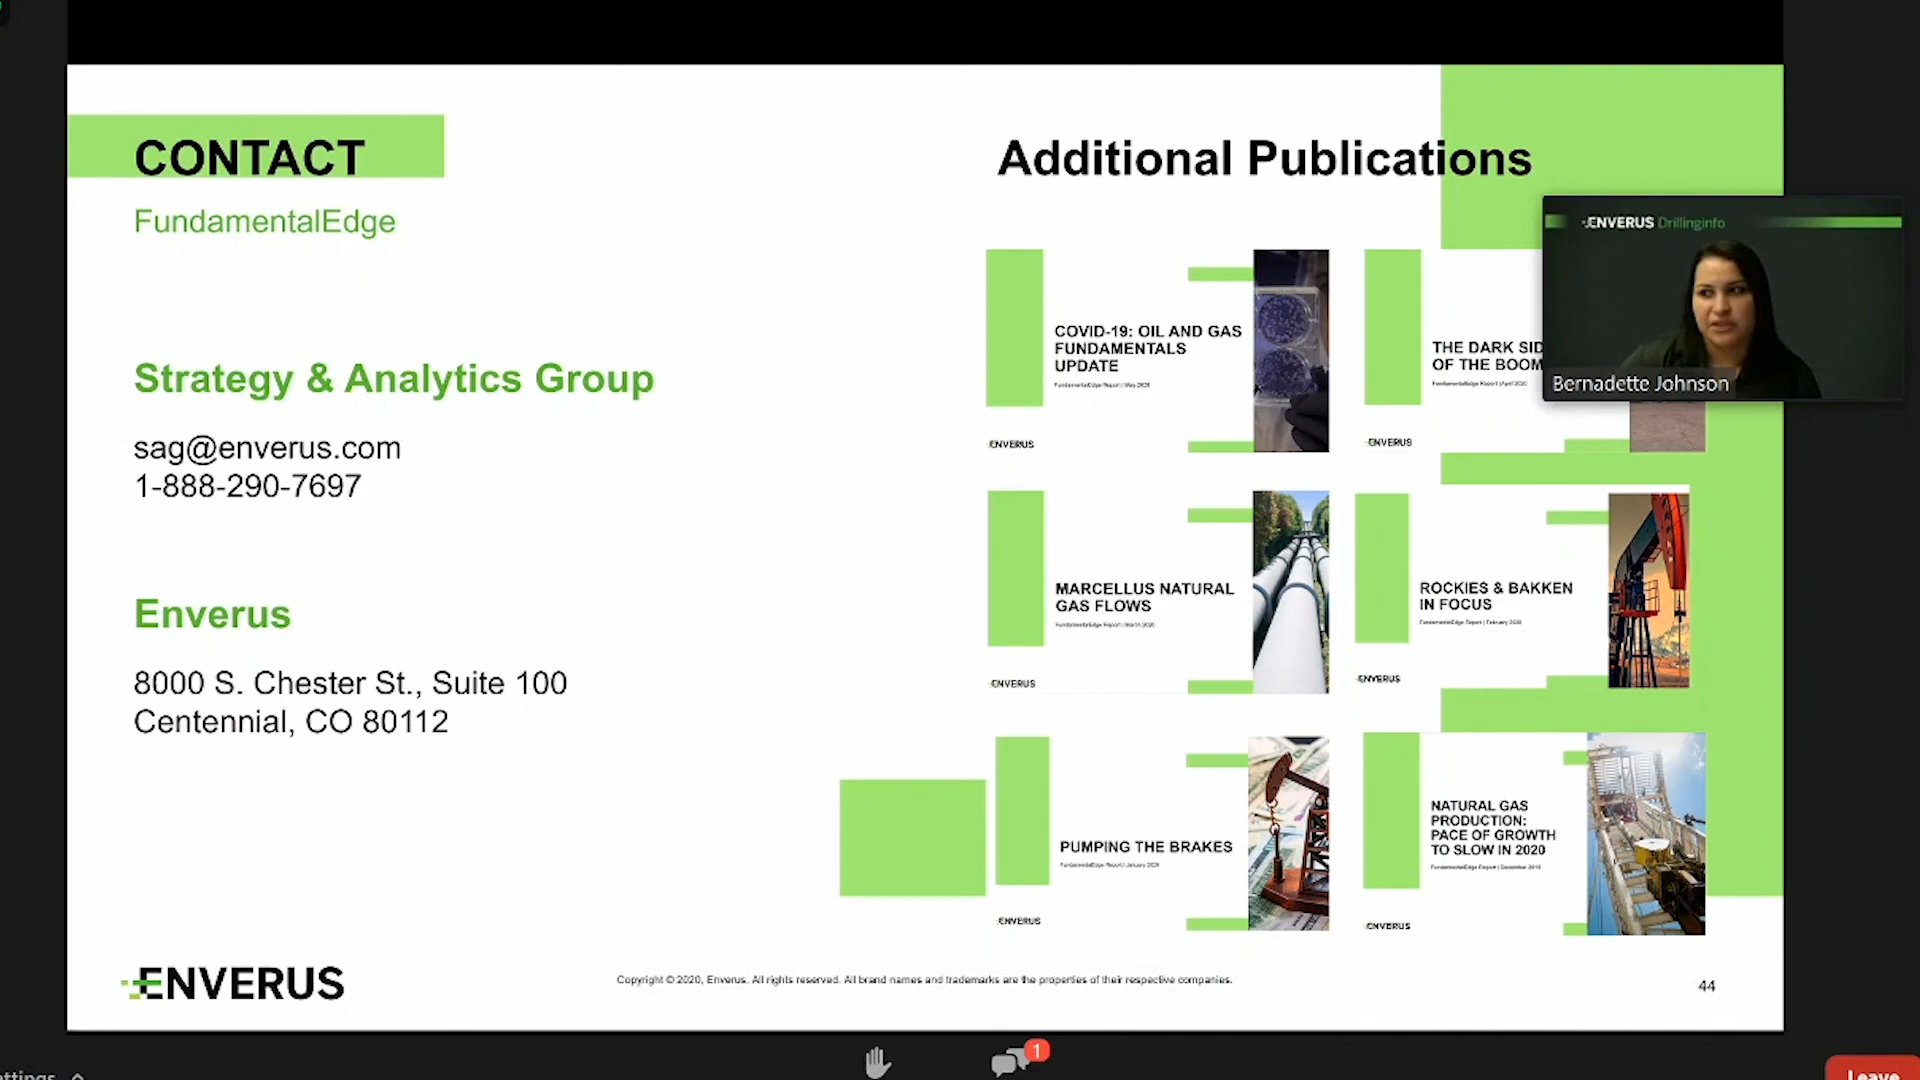 CONTACT
FundamentalEdge
Strategy & Analytics Group
sag@enverus.com
1-888-290-7697
Enverus
8000 S. Chester St., Suite 100
Centennial, CO 80112
ENVERUS
Additional Publications
COVID-19: OIL AND GAS
FUNDAMENTALS
UPDATE
FundamentalEdge Report | May 2020
ENVERUS
THE DARK SID
OF THE BOOM
FundamentalEdge Report | April 2020
ENVERUS
ENVERUS Drillinginfo
Bernadette Johnson
MARCELLUS NATURAL
GAS FLOWS
FundamentalEdge Report | March 2020
ENVERUS
ROCKIES & BAKKEN
IN FOCUS
FundamentalEdge Report | February 2020
ENVERUS
PUMPING THE BRAKES
FundamentalEdge Report | January 2020
ENVERUS
NATURAL GAS
PRODUCTION:
PACE OF GROWTH
TO SLOW IN 2020
FundamentalEdge Report | December 2019
ENVERUS
Copyright © 2020, Enverus. All rights reserved. All brand names and trademarks are the properties of their respective companies.
44
ettings
1
Leave